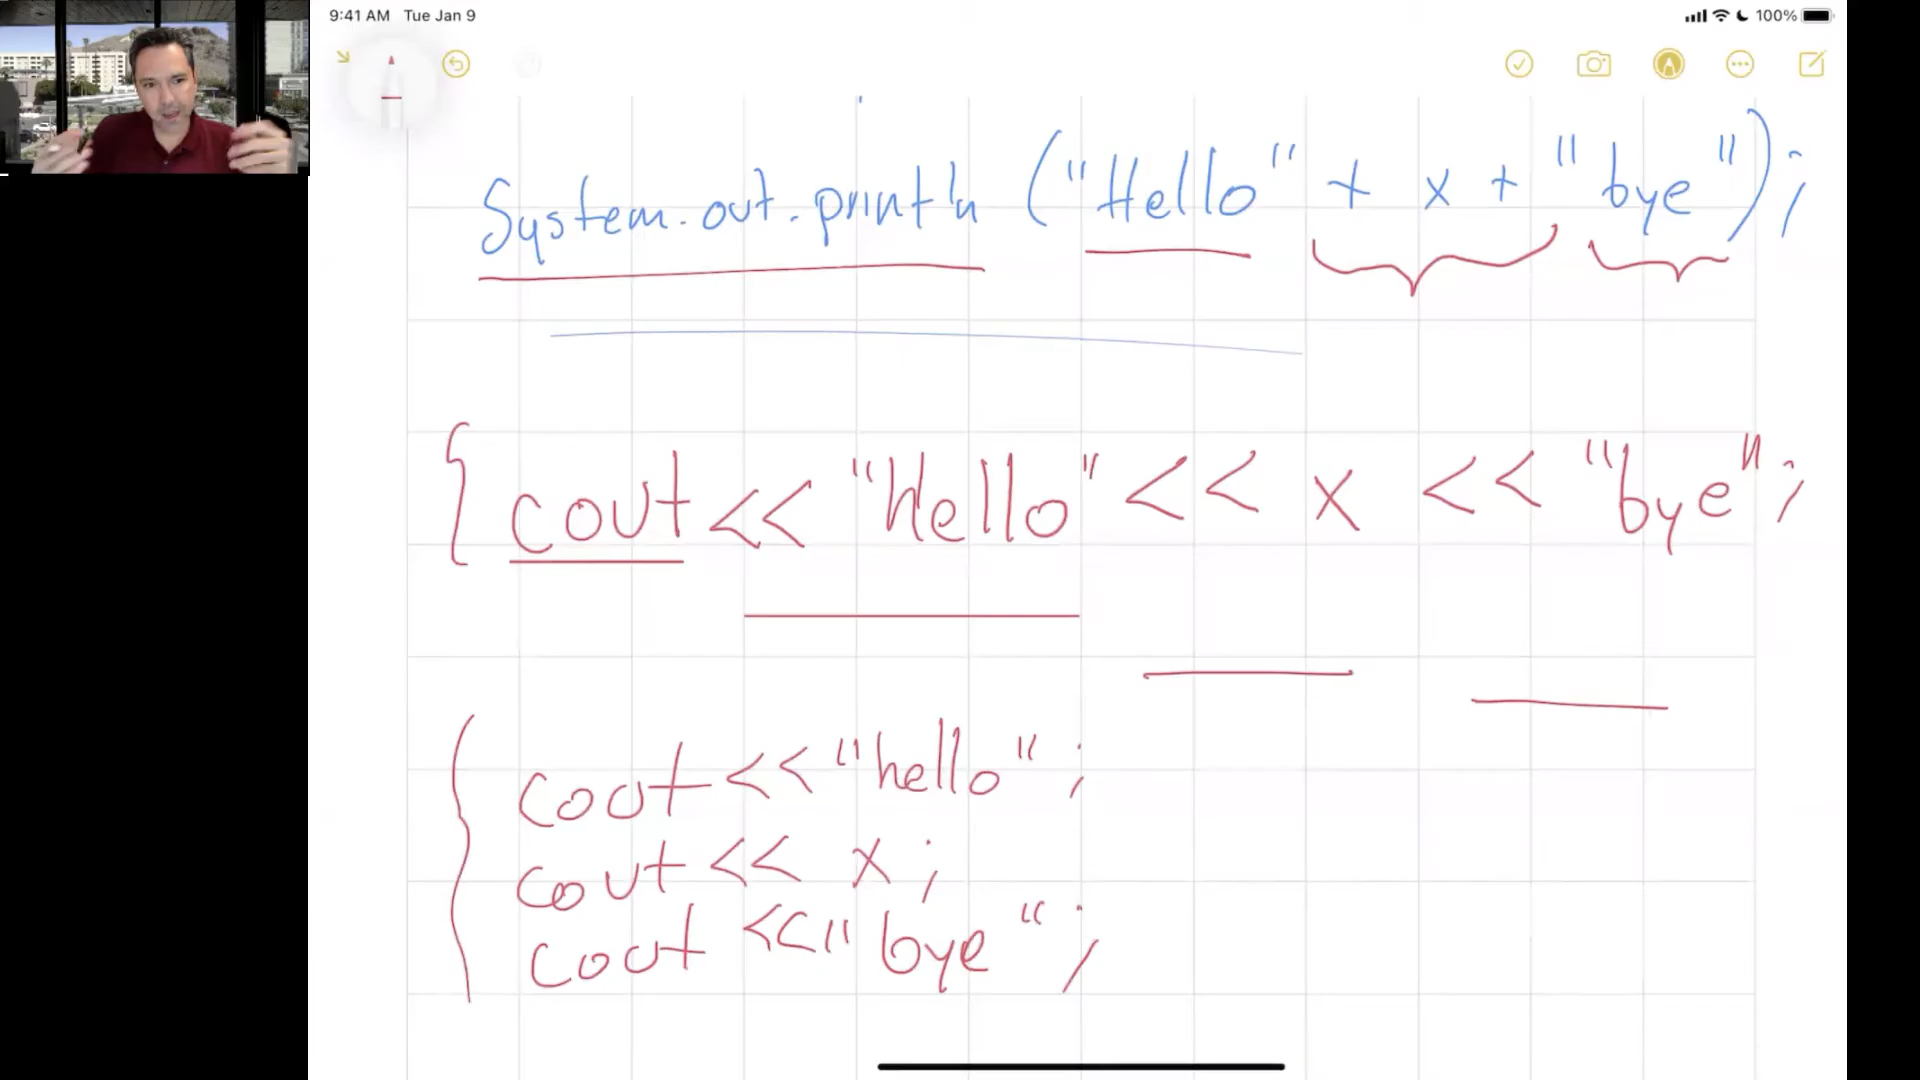 9:41 AM Tue Jan 9 100%
System.out.println ("Hello" + x + "bye");
cout << "Hello" << x << "bye";
cout << "hello";
cout << x;
cout << "bye";